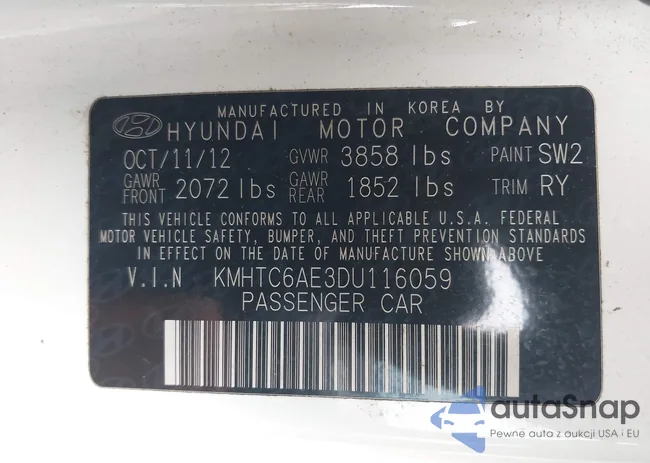 MANUFACTURED IN KOREA BY
HYUNDAI MOTOR COMPANY
OCT/11/12 GVWR 3858 lbs PAINT SW2
GAWR FRONT 2072 lbs GAWR REAR 1852 lbs TRIM RY
THIS VEHICLE CONFORMS TO ALL APPLICABLE U.S.A. FEDERAL
MOTOR VEHICLE SAFETY, BUMPER, AND THEFT PREVENTION STANDARDS
IN EFFECT ON THE DATE OF MANUFACTURE SHOWN ABOVE
V.I.N KMHTC6AE3DU116059
PASSENGER CAR
autaSnap
Pewne auta z aukcji USA i EU